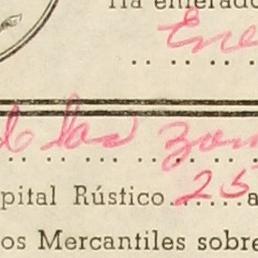 Ha enterado
Ene
de las zon
pital Rústico 25 a
os Mercantiles sobre